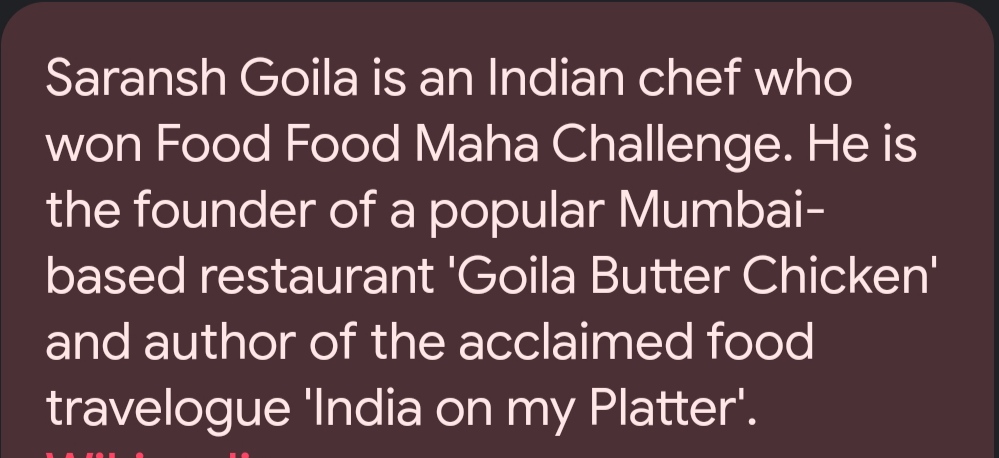 Saransh Goila is an Indian chef who
won Food Food Maha Challenge. He is
the founder of a popular Mumbai-
based restaurant 'Goila Butter Chicken'
and author of the acclaimed food
travelogue 'India on my Platter'.